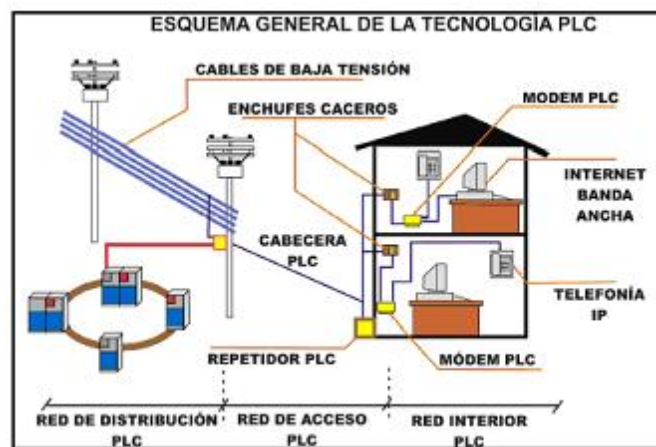 ESQUEMA GENERAL DE LA TECNOLOGÍA PLC
CABLES DE BAJA TENSIÓN
ENCHUFES CACEROS
MODEM PLC
INTERNET
BANDA
ANCHA
CABECERA
PLC
TELEFONÍA
IP
REPETIDOR PLC
MÓDEM PLC
RED DE DISTRIBUCIÓN
PLC
RED DE ACCESO
PLC
RED INTERIOR
PLC